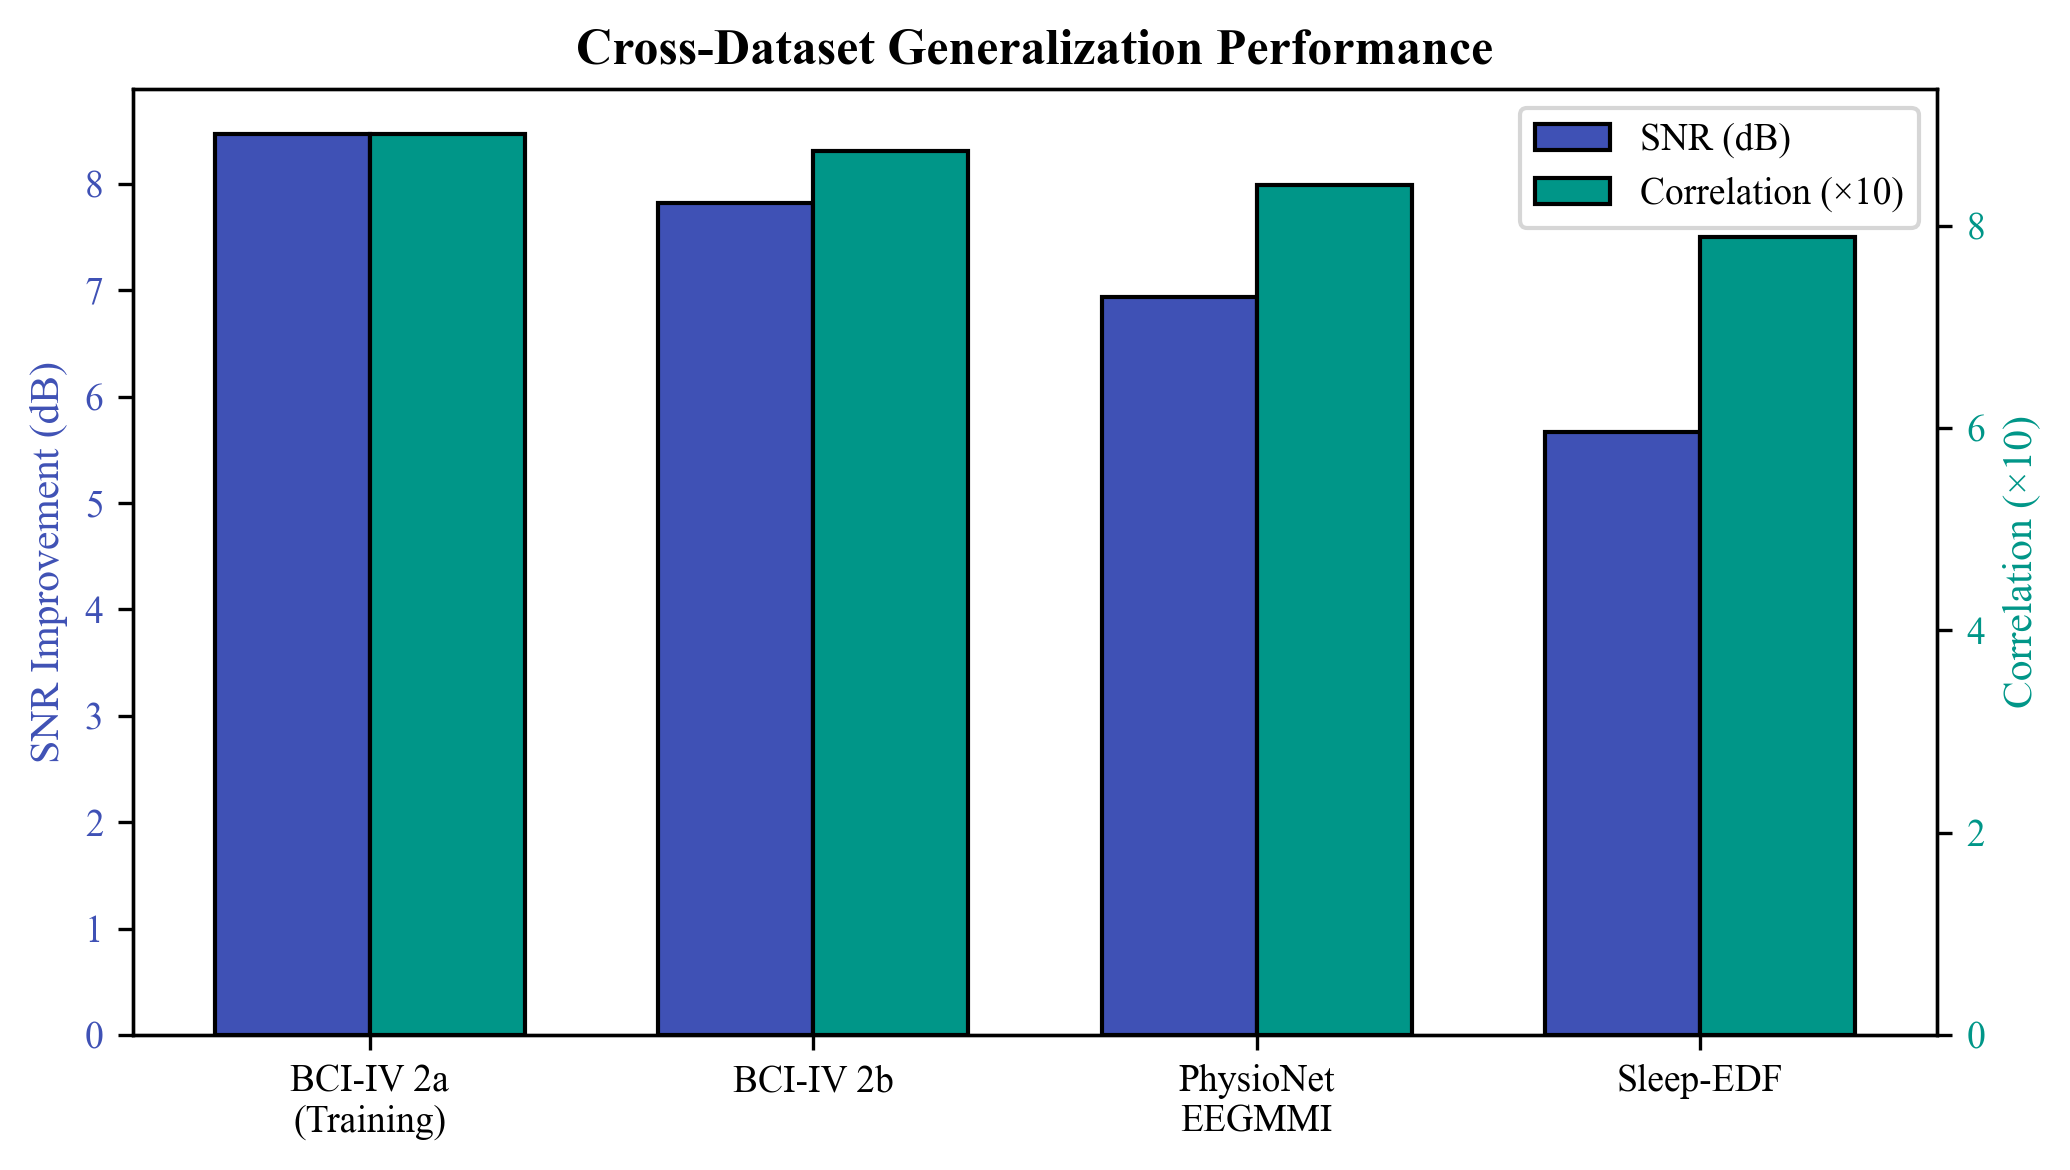 Cross-Dataset Generalization Performance
SNR (dB)
Correlation (×10)
SNR Improvement (dB)
8
7
6
5
4
3
2
1
0
Correlation (×10)
8
6
4
2
0
BCI-IV 2a
(Training)
BCI-IV 2b
PhysioNet
EEGMMI
Sleep-EDF